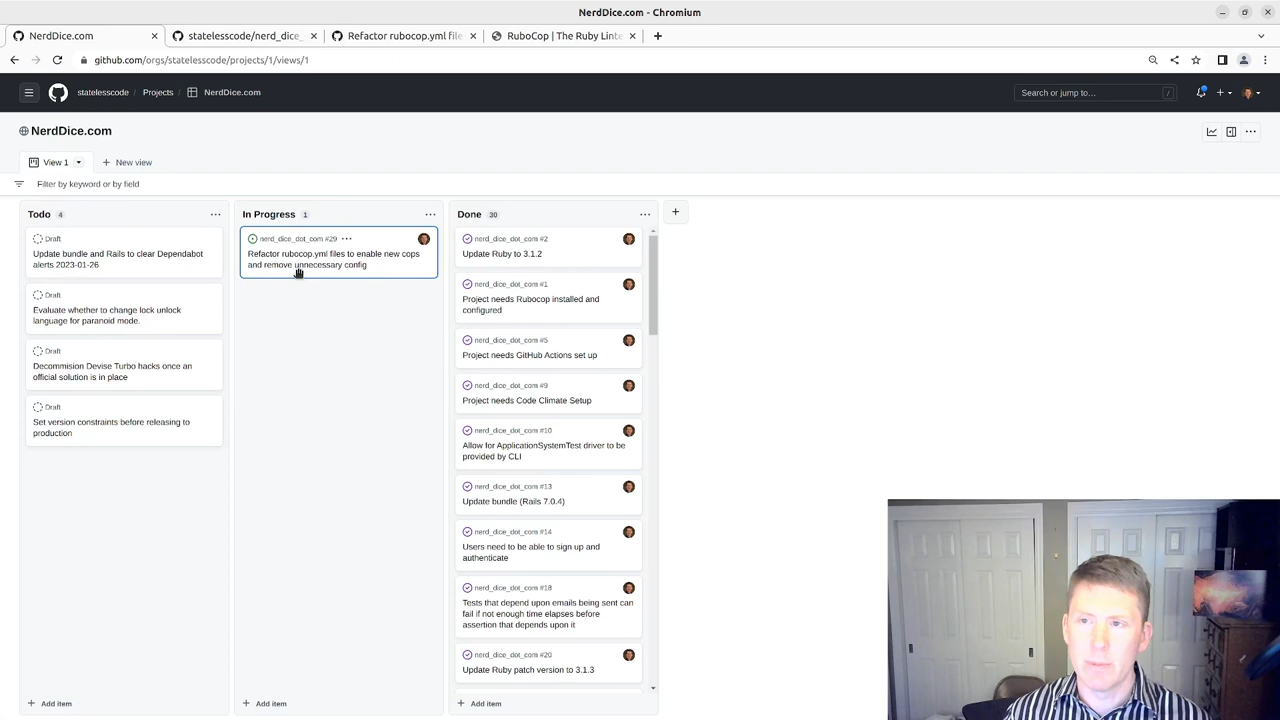 NerdDice.com - Chromium
NerdDice.com
statelesscode/nerd_dice_
Refactor rubocop.yml file
RuboCop | The Ruby Linte
github.com/orgs/statelesscode/projects/1/views/1
statelesscode / Projects / NerdDice.com
Search or jump to… /
NerdDice.com
View 1
New view
Filter by keyword or by field
Todo 4
Draft
Update bundle and Rails to clear Dependabot
alerts 2023-01-26
Draft
Evaluate whether to change lock unlock
language for paranoid mode.
Draft
Decommision Devise Turbo hacks once an
official solution is in place
Draft
Set version constraints before releasing to
production
Add item
In Progress 1
nerd_dice_dot_com #29
Refactor rubocop.yml files to enable new cops
and remove unnecessary config
Add item
Done 30
nerd_dice_dot_com #2
Update Ruby to 3.1.2
nerd_dice_dot_com #1
Project needs Rubocop installed and
configured
nerd_dice_dot_com #5
Project needs GitHub Actions set up
nerd_dice_dot_com #9
Project needs Code Climate Setup
nerd_dice_dot_com #10
Allow for ApplicationSystemTest driver to be
provided by CLI
nerd_dice_dot_com #13
Update bundle (Rails 7.0.4)
nerd_dice_dot_com #14
Users need to be able to sign up and
authenticate
nerd_dice_dot_com #18
Tests that depend upon emails being sent can
fail if not enough time elapses before
assertion that depends upon it
nerd_dice_dot_com #20
Update Ruby patch version to 3.1.3
Add item